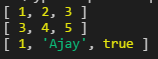 [ 1, 2, 3 ]
[ 3, 4, 5 ]
[ 1, 'Ajay', true ]